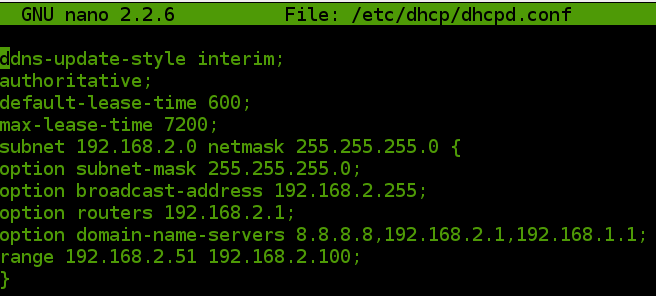 GNU nano 2.2.6 File: /etc/dhcp/dhcpd.conf
ddns-update-style interim;
authoritative;
default-lease-time 600;
max-lease-time 7200;
subnet 192.168.2.0 netmask 255.255.255.0 {
option subnet-mask 255.255.255.0;
option broadcast-address 192.168.2.255;
option routers 192.168.2.1;
option domain-name-servers 8.8.8.8,192.168.2.1,192.168.1.1;
range 192.168.2.51 192.168.2.100;
}